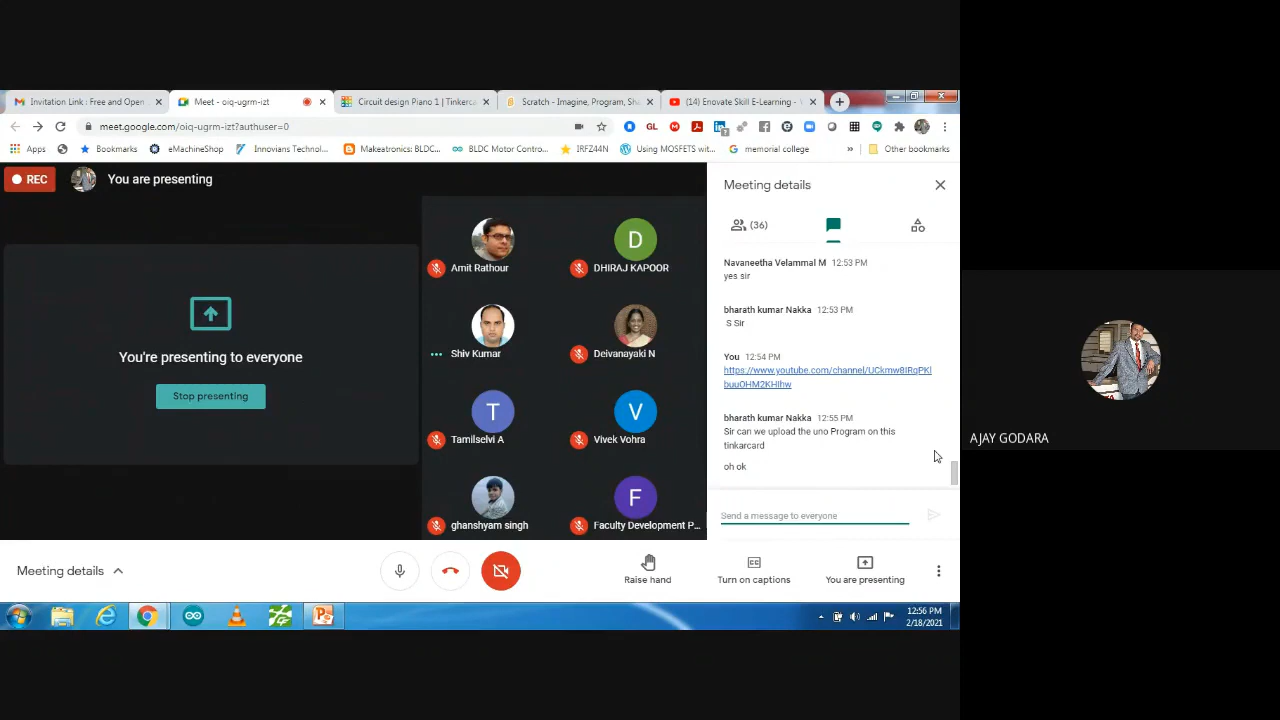 Invitation Link : Free and Open
Meet - oiq-ugrm-izt
Circuit design Piano 1 | Tinkerca
Scratch - Imagine, Program, Sha
(14) Enovate Skill E-Learning -
meet.google.com/oiq-ugrm-izt?authuser=0
GL
Apps
Bookmarks
eMachineShop
Innovians Technol...
Makeatronics: BLDC...
BLDC Motor Contro...
IRFZ44N
Using MOSFETS wit...
memorial college
»
Other bookmarks
REC
You are presenting
You're presenting to everyone
Stop presenting
Amit Rathour
D
DHIRAJ KAPOOR
Shiv Kumar
Deivanayaki N
T
Tamilselvi A
V
Vivek Vohra
ghanshyam singh
F
Faculty Development P...
Meeting details
(36)
Navaneetha Velammal M 12:53 PM
yes sir
bharath kumar Nakka 12:53 PM
S Sir
You 12:54 PM
https://www.youtube.com/channel/UCkmw8IRqPKl
buuOHM2KHIhw
bharath kumar Nakka 12:55 PM
Sir can we upload the uno Program on this
tinkarcard
oh ok
Send a message to everyone
Meeting details
Raise hand
Turn on captions
You are presenting
12:56 PM
2/18/2021
AJAY GODARA